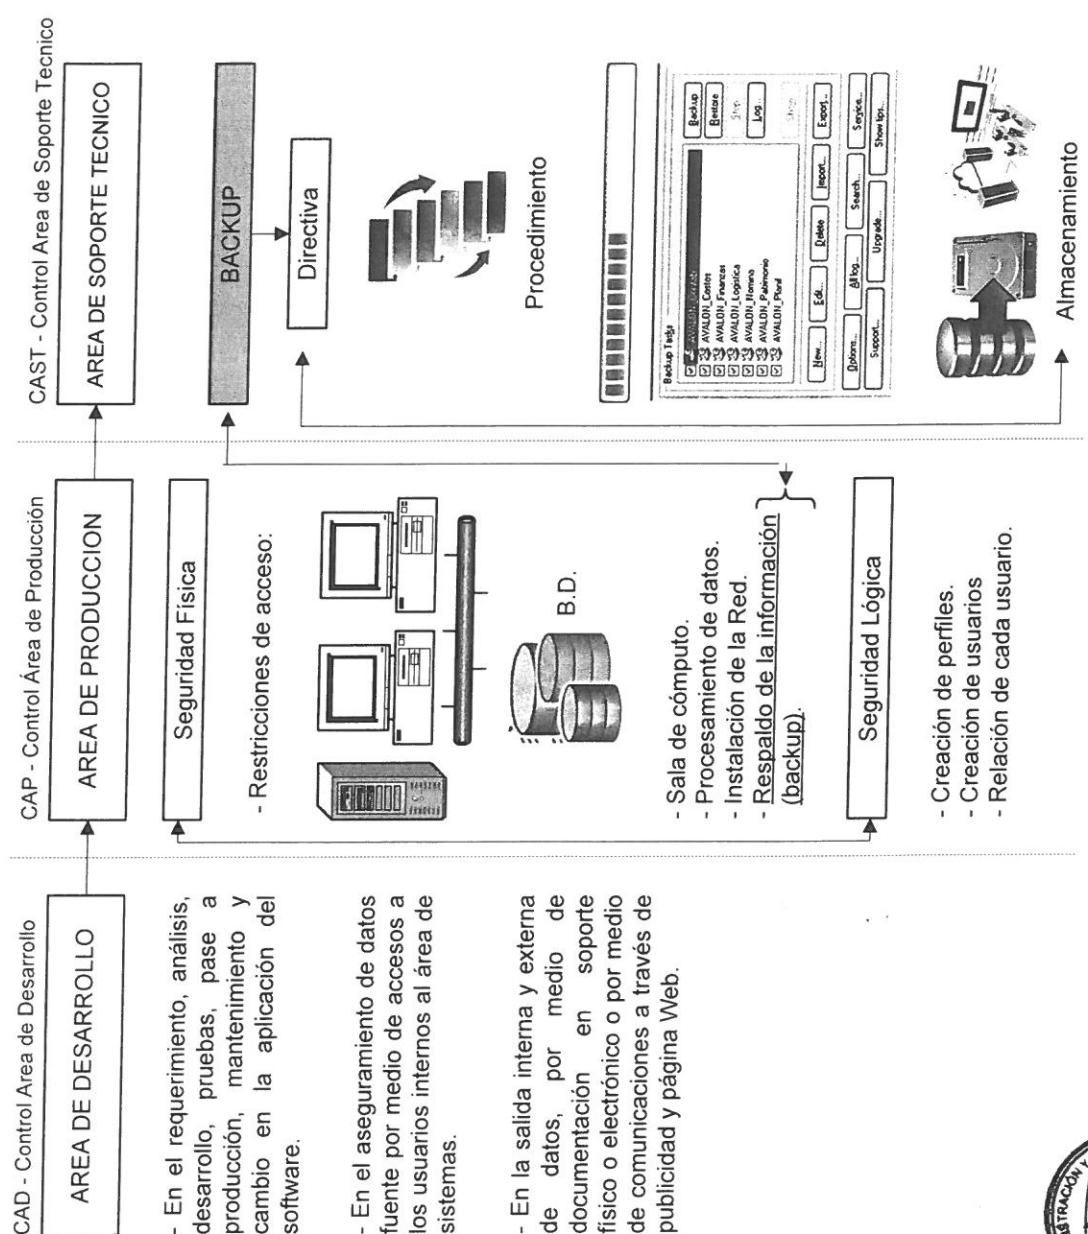 CAD - Control Area de Desarrollo
AREA DE DESARROLLO
- En el requerimiento, análisis,
desarrollo, pruebas, pase a
producción, mantenimiento y
cambio en la aplicación del
software.
- En el aseguramiento de datos
fuente por medio de accesos a
los usuarios internos al área de
sistemas.
- En la salida interna y externa
de datos, por medio de
documentación en soporte
físico o electrónico o por medio
de comunicaciones a través de
publicidad y página Web.
CAP - Control Área de Producción
AREA DE PRODUCCION
Seguridad Física
- Restricciones de acceso:
B.D.
- Sala de cómputo.
- Procesamiento de datos.
- Instalación de la Red.
- Respaldo de la información
(backup).
Seguridad Lógica
- Creación de perfiles.
- Creación de usuarios
- Relación de cada usuario.
CAST - Control Area de Soporte Tecnico
AREA DE SOPORTE TECNICO
BACKUP
Directiva
Procedimiento
Backup Tasks
AVALON_Costos
AVALON_Finanzas
AVALON_Logistica
AVALON_Nomina
AVALON_Patrimonio
AVALON_Planil
Backup
Restore
Stop
Log...
New...
Edit...
Delete
Import...
Export...
Options...
All log...
Search...
Service...
Support...
Upgrade...
Show tips...
Almacenamiento